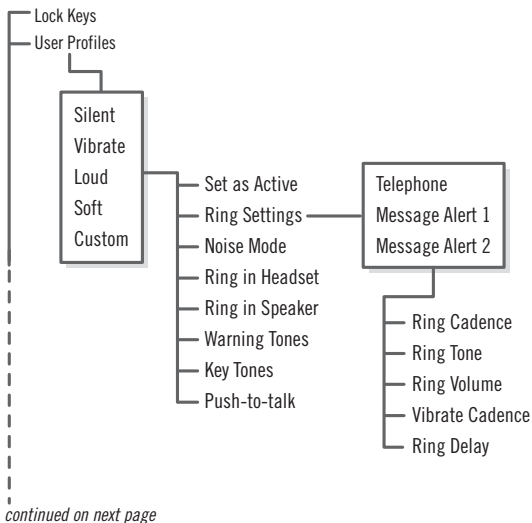 Lock Keys
User Profiles
Silent
Vibrate
Loud
Soft
Custom
Set as Active
Ring Settings
Noise Mode
Ring in Headset
Ring in Speaker
Warning Tones
Key Tones
Push-to-talk
Telephone
Message Alert 1
Message Alert 2
Ring Cadence
Ring Tone
Ring Volume
Vibrate Cadence
Ring Delay
continued on next page